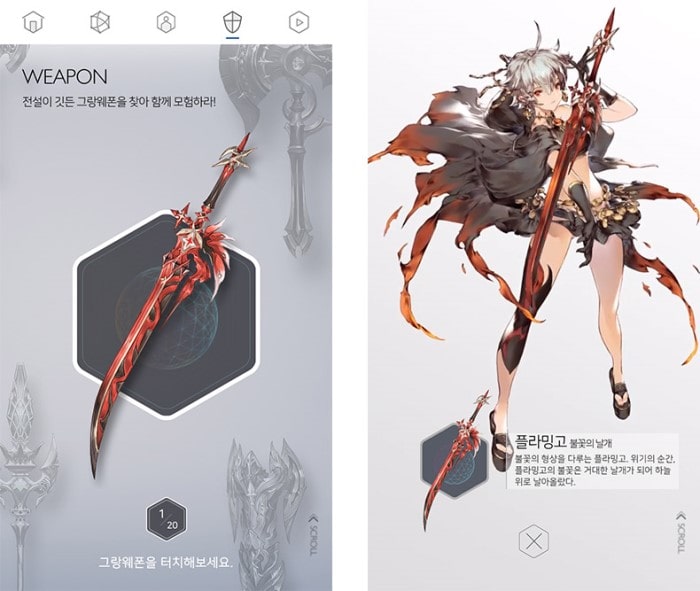 WEAPON
전설이 깃든 그랑웨폰을 찾아 함께 모험하라!
1
20
그랑웨폰을 터치해보세요.
SCROLL
플라밍고 불꽃의 날개
불꽃의 형상을 다루는 플라밍고. 위기의 순간,
플라밍고의 불꽃은 거대한 날개가 되어 하늘
위로 날아올랐다.
SCROLL